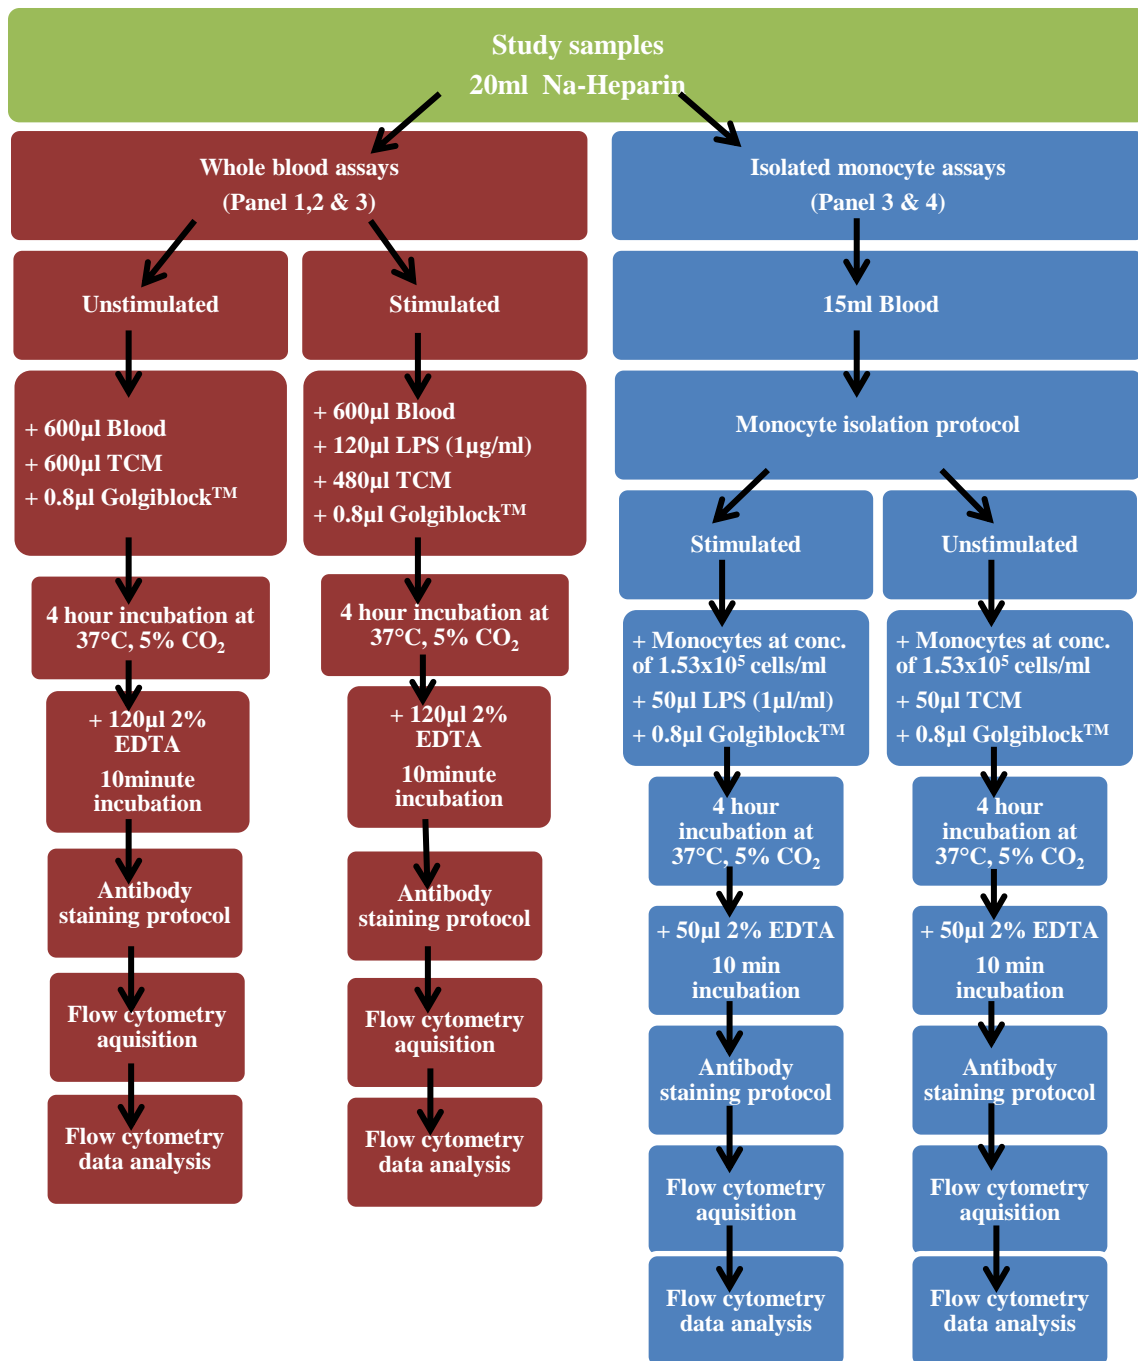 Study samples
20ml Na-Heparin
Whole blood assays
(Panel 1,2 & 3)
Unstimulated
Stimulated
+ 600µl Blood
+ 600µl TCM
+ 0.8µl Golgiblock™
+ 600µl Blood
+ 120µl LPS (1µg/ml)
+ 480µl TCM
+ 0.8µl Golgiblock™
4 hour incubation at
37°C, 5% CO₂
4 hour incubation at
37°C, 5% CO₂
+ 120µl 2%
EDTA
10minute
incubation
+ 120µl 2%
EDTA
10minute
incubation
Antibody
staining protocol
Antibody
staining protocol
Flow cytometry
aquisition
Flow cytometry
aquisition
Flow cytometry
data analysis
Flow cytometry
data analysis
Isolated monocyte assays
(Panel 3 & 4)
15ml Blood
Monocyte isolation protocol
Stimulated
Unstimulated
+ Monocytes at conc.
of 1.53x10⁵ cells/ml
+ 50µl LPS (1µl/ml)
+ 0.8µl Golgiblock™
+ Monocytes at conc.
of 1.53x10⁵ cells/ml
+ 50µl TCM
+ 0.8µl Golgiblock™
4 hour
incubation at
37°C, 5% CO₂
4 hour
incubation at
37°C, 5% CO₂
+ 50µl 2% EDTA
10 min
incubation
+ 50µl 2% EDTA
10 min
incubation
Antibody
staining protocol
Antibody
staining protocol
Flow cytometry
aquisition
Flow cytometry
aquisition
Flow cytometry
data analysis
Flow cytometry
data analysis